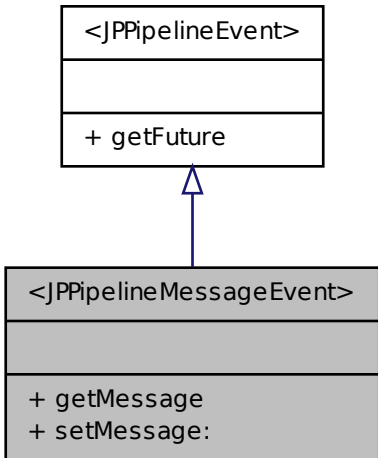 <JPPipelineEvent>
+ getFuture
<JPPipelineMessageEvent>
+ getMessage
+ setMessage: